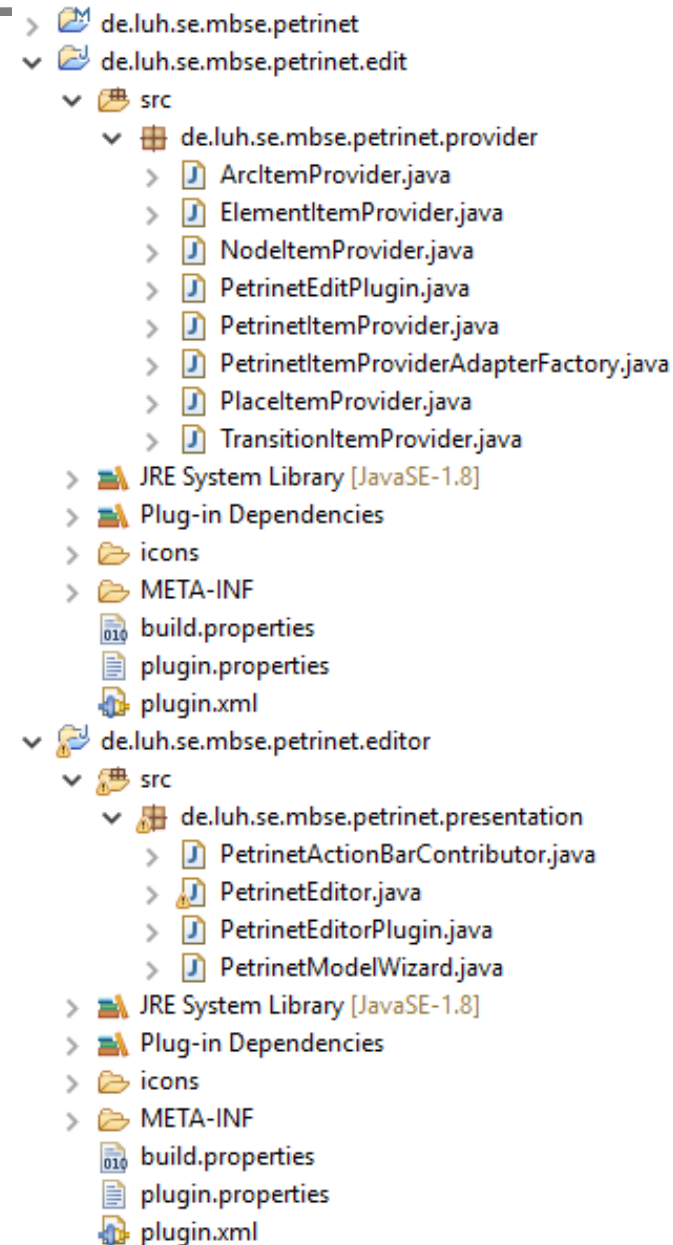 de.luh.se.mbse.petrinet
de.luh.se.mbse.petrinet.edit
src
de.luh.se.mbse.petrinet.provider
ArcItemProvider.java
ElementItemProvider.java
NodeItemProvider.java
PetrinetEditPlugin.java
PetrinetItemProvider.java
PetrinetItemProviderAdapterFactory.java
PlaceItemProvider.java
TransitionItemProvider.java
JRE System Library [JavaSE-1.8]
Plug-in Dependencies
icons
META-INF
build.properties
plugin.properties
plugin.xml
de.luh.se.mbse.petrinet.editor
src
de.luh.se.mbse.petrinet.presentation
PetrinetActionBarContributor.java
PetrinetEditor.java
PetrinetEditorPlugin.java
PetrinetModelWizard.java
JRE System Library [JavaSE-1.8]
Plug-in Dependencies
icons
META-INF
build.properties
plugin.properties
plugin.xml